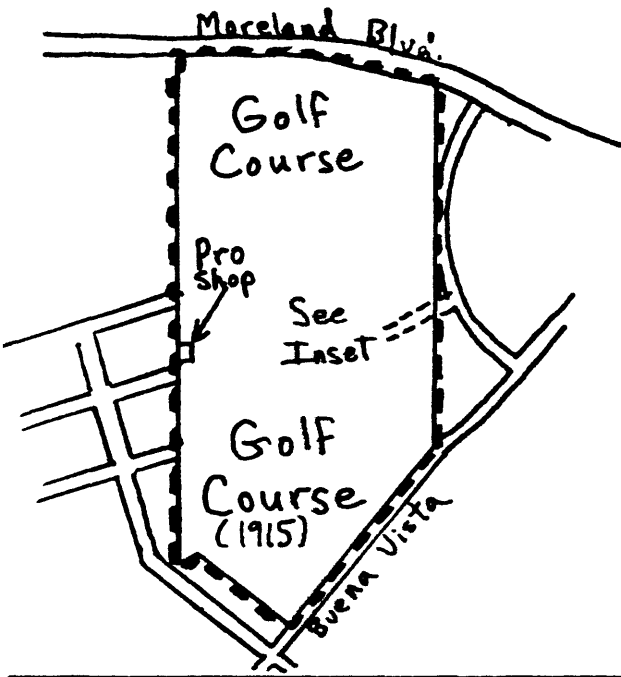 Moreland Blvd.
Golf
Course
Pro
shop
See
Inset
Golf
Course
(1915)
Buena Vista